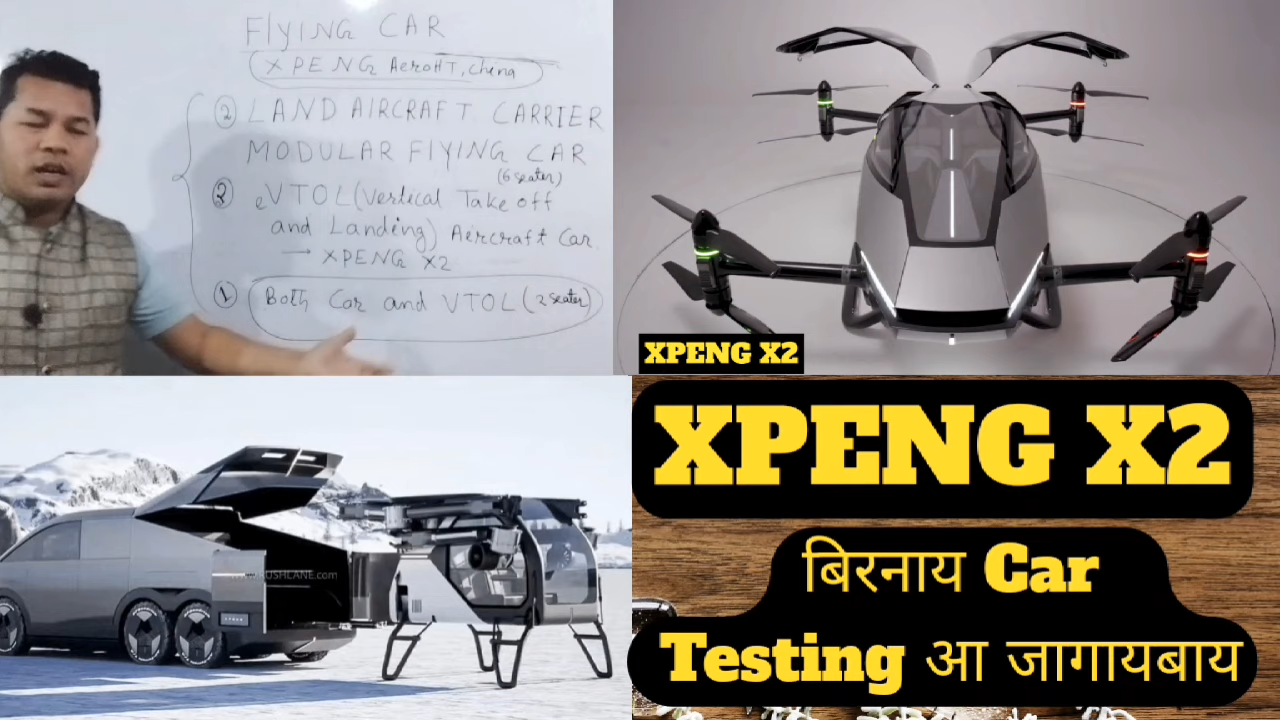 FLYING CAR
XPENG AEROHT, China
② LAND AIRCRAFT CARRIER
MODULAR FLYING CAR
(6 seater)
② eVTOL (Vertical Take off
and Landing) Aircraft Car
→ XPENG X2
① Both Car and VTOL (2 seater)
XPENG X2
RUSHLANE.com
XPENG X2
बिरनाय Car
Testing आ जागायबाय